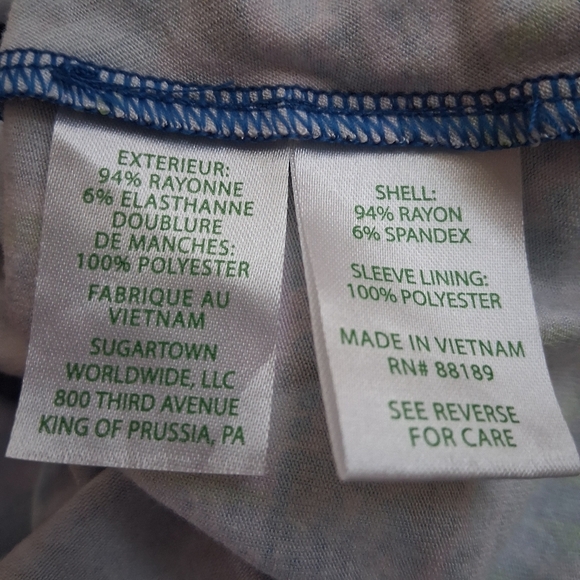 EXTERIEUR:
94% RAYONNE
6% ELASTHANNE
DOUBLURE
DE MANCHES:
100% POLYESTER
FABRIQUE AU
VIETNAM
SUGARTOWN
WORLDWIDE, LLC
800 THIRD AVENUE
KING OF PRUSSIA, PA
SHELL:
94% RAYON
6% SPANDEX
SLEEVE LINING:
100% POLYESTER
MADE IN VIETNAM
RN# 88189
SEE REVERSE
FOR CARE